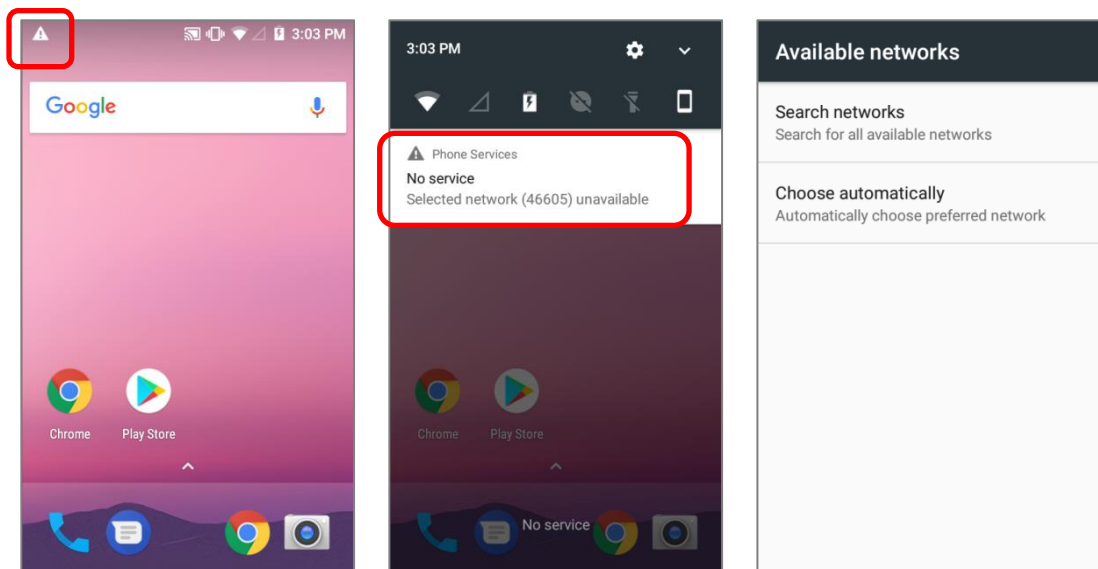 3:03 PM
Google
Chrome
Play Store
3:03 PM
Phone Services
No service
Selected network (46605) unavailable
Chrome
Play Store
No service
Available networks
Search networks
Search for all available networks
Choose automatically
Automatically choose preferred network